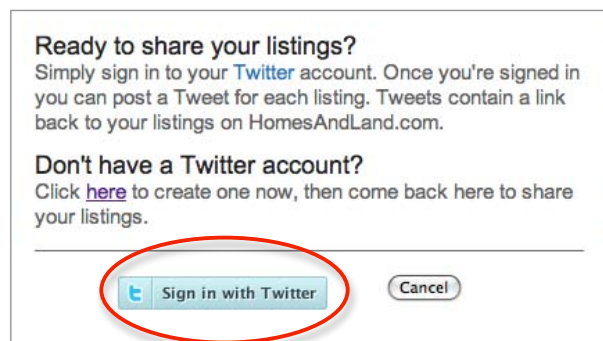 Ready to share your listings?
Simply sign in to your Twitter account. Once you're signed in
you can post a Tweet for each listing. Tweets contain a link
back to your listings on HomesAndLand.com.
Don't have a Twitter account?
Click here to create one now, then come back here to share
your listings.
Sign in with Twitter
Cancel